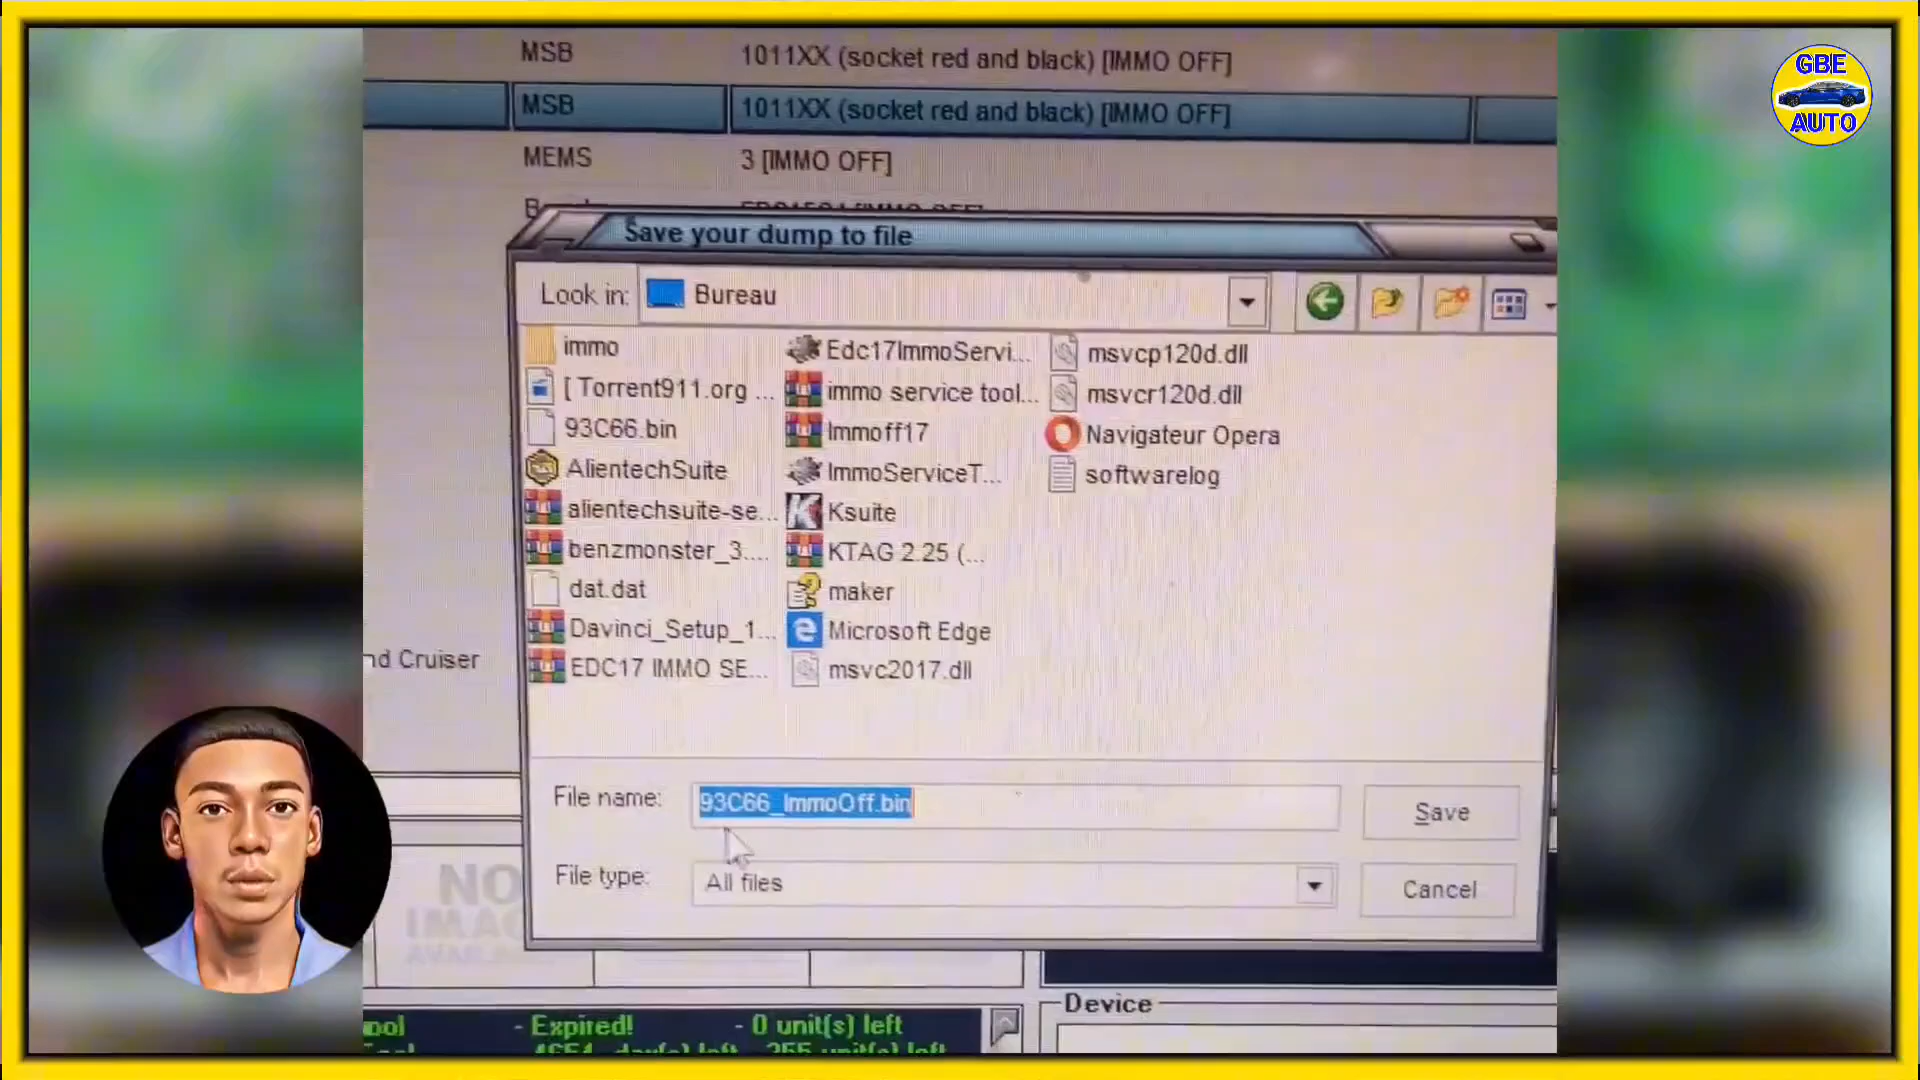 MSB 1011XX (socket red and black) [IMMO OFF]
MSB 1011XX (socket red and black) [IMMO OFF]
MEMS 3 [IMMO OFF]
GBE
AUTO
Save your dump to file
Look in: Bureau
immo
[ Torrent911.org ...
93C66.bin
AlientechSuite
alientechsuite-se...
benzmonster_3....
dat.dat
Davinci_Setup_1...
EDC17 IMMO SE...
Edc17ImmoServi...
immo service tool...
Immoff17
ImmoServiceT...
Ksuite
KTAG 2.25 (...
maker
Microsoft Edge
msvc2017.dll
msvcp120d.dll
msvcr120d.dll
Navigateur Opera
softwarelog
nd Cruiser
File name: 93C66_ImmoOff.bin Save
File type: All files Cancel
NO
IMAG
Device
- Expired! - 0 unit(s) left